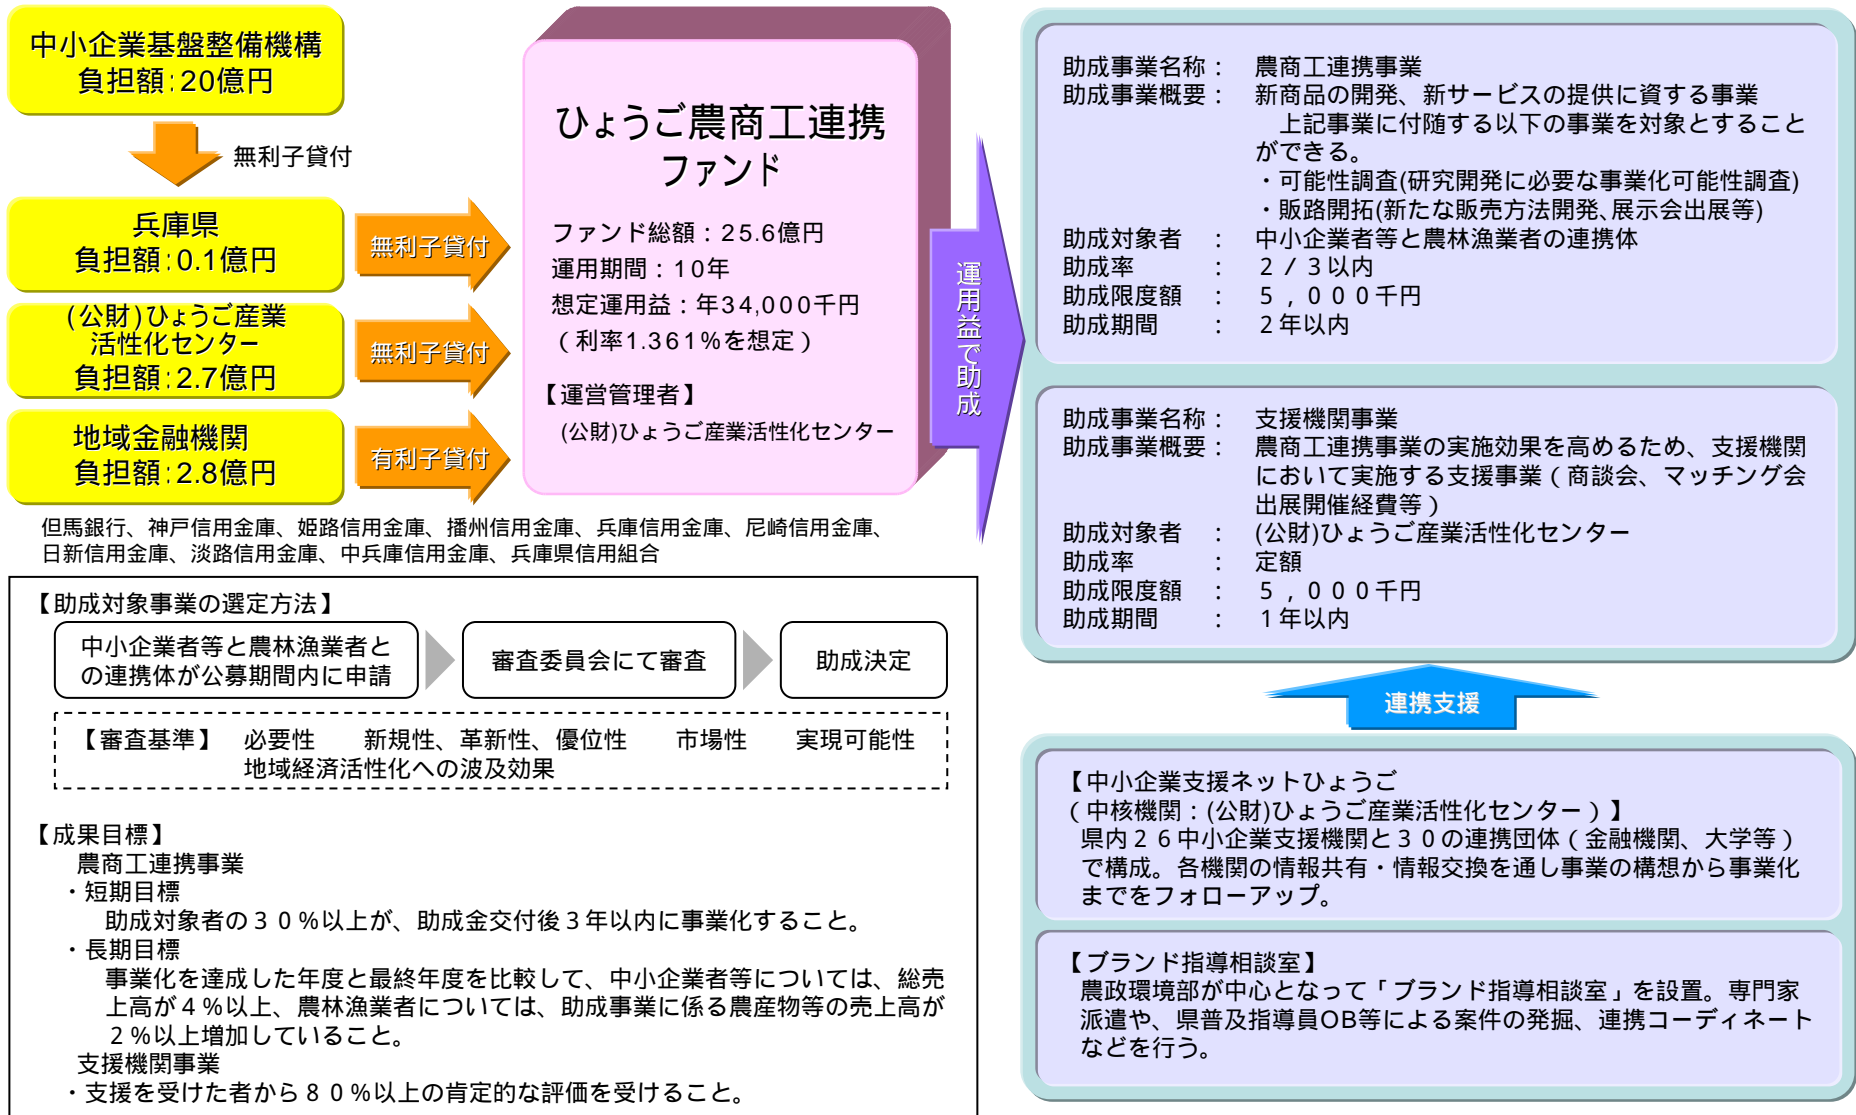 中小企業基盤整備機構
負担額：20億円
無利子貸付
兵庫県
負担額：0.1億円
無利子貸付
(公財)ひょうご産業
活性化センター
負担額：2.7億円
無利子貸付
地域金融機関
負担額：2.8億円
有利子貸付
但馬銀行、神戸信用金庫、姫路信用金庫、播州信用金庫、兵庫信用金庫、尼崎信用金庫、
日新信用金庫、淡路信用金庫、中兵庫信用金庫、兵庫県信用組合
ひょうご農商工連携
ファンド
ファンド総額：25.6億円
運用期間：10年
想定運用益：年34,000千円
（利率1.361%を想定）
【運営管理者】
(公財)ひょうご産業活性化センター
運用益で助成
助成事業名称： 農商工連携事業
助成事業概要： 新商品の開発、新サービスの提供に資する事業
上記事業に付随する以下の事業を対象とすること
ができる。
・可能性調査(研究開発に必要な事業化可能性調査)
・販路開拓(新たな販売方法開発、展示会出展等)
助成対象者 ： 中小企業者等と農林漁業者の連携体
助成率 ： ２／３以内
助成限度額 ： ５，０００千円
助成期間 ： ２年以内
助成事業名称： 支援機関事業
助成事業概要： 農商工連携事業の実施効果を高めるため、支援機関
において実施する支援事業（商談会、マッチング会
出展開催経費等）
助成対象者 ： (公財)ひょうご産業活性化センター
助成率 ： 定額
助成限度額 ： ５，０００千円
助成期間 ： １年以内
連携支援
【中小企業支援ネットひょうご
（中核機関：(公財)ひょうご産業活性化センター）】
県内２６中小企業支援機関と３０の連携団体（金融機関、大学等）
で構成。各機関の情報共有・情報交換を通し事業の構想から事業化
までをフォローアップ。
【ブランド指導相談室】
農政環境部が中心となって「ブランド指導相談室」を設置。専門家
派遣や、県普及指導員OB等による案件の発掘、連携コーディネート
などを行う。
【助成対象事業の選定方法】
中小企業者等と農林漁業者と
の連携体が公募期間内に申請
審査委員会にて審査
助成決定
【審査基準】 必要性 新規性、革新性、優位性 市場性 実現可能性
地域経済活性化への波及効果
【成果目標】
農商工連携事業
・短期目標
助成対象者の３０％以上が、助成金交付後３年以内に事業化すること。
・長期目標
事業化を達成した年度と最終年度を比較して、中小企業者等については、総売
上高が４％以上、農林漁業者については、助成事業に係る農産物等の売上高が
２％以上増加していること。
支援機関事業
・支援を受けた者から８０％以上の肯定的な評価を受けること。